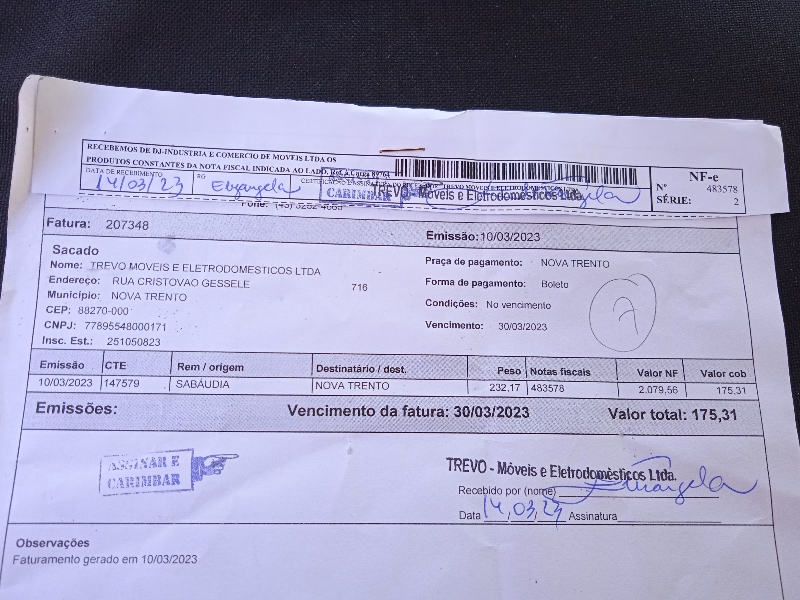 RECEBEMOS DE DJ-INDUSTRIA E COMERCIO DE MOVEIS LTDA OS
PRODUTOS CONSTANTES DA NOTA FISCAL INDICADA AO LADO. Ref.à Carga 89761
DATA DE RECEBIMENTO
14/03/23
RG
CARIMBAR
TREVO Móveis e Eletrodomésticos Ltda.
NF-e
Nº 483578
SÉRIE: 2
Fatura: 207348
Emissão: 10/03/2023
Sacado
Nome: TREVO MOVEIS E ELETRODOMESTICOS LTDA
Endereço: RUA CRISTOVAO GESSELE 716
Município: NOVA TRENTO
CEP: 88270-000
CNPJ: 77895548000171
Insc. Est.: 251050823
Praça de pagamento: NOVA TRENTO
Forma de pagamento: Boleto
Condições: No vencimento
Vencimento: 30/03/2023
7
Emissão CTE Rem / origem Destinatário / dest. Peso Notas fiscais Valor NF Valor cob
10/03/2023 147579 SABÁUDIA NOVA TRENTO 232,17 483578 2.079,56 175,31
Emissões: Vencimento da fatura: 30/03/2023 Valor total: 175,31
ASSINAR E
CARIMBAR
TREVO - Móveis e Eletrodomèsticos Ltda.
Recebido por (nome)
Data 14,03,23 Assinatura
Observações
Faturamento gerado em 10/03/2023